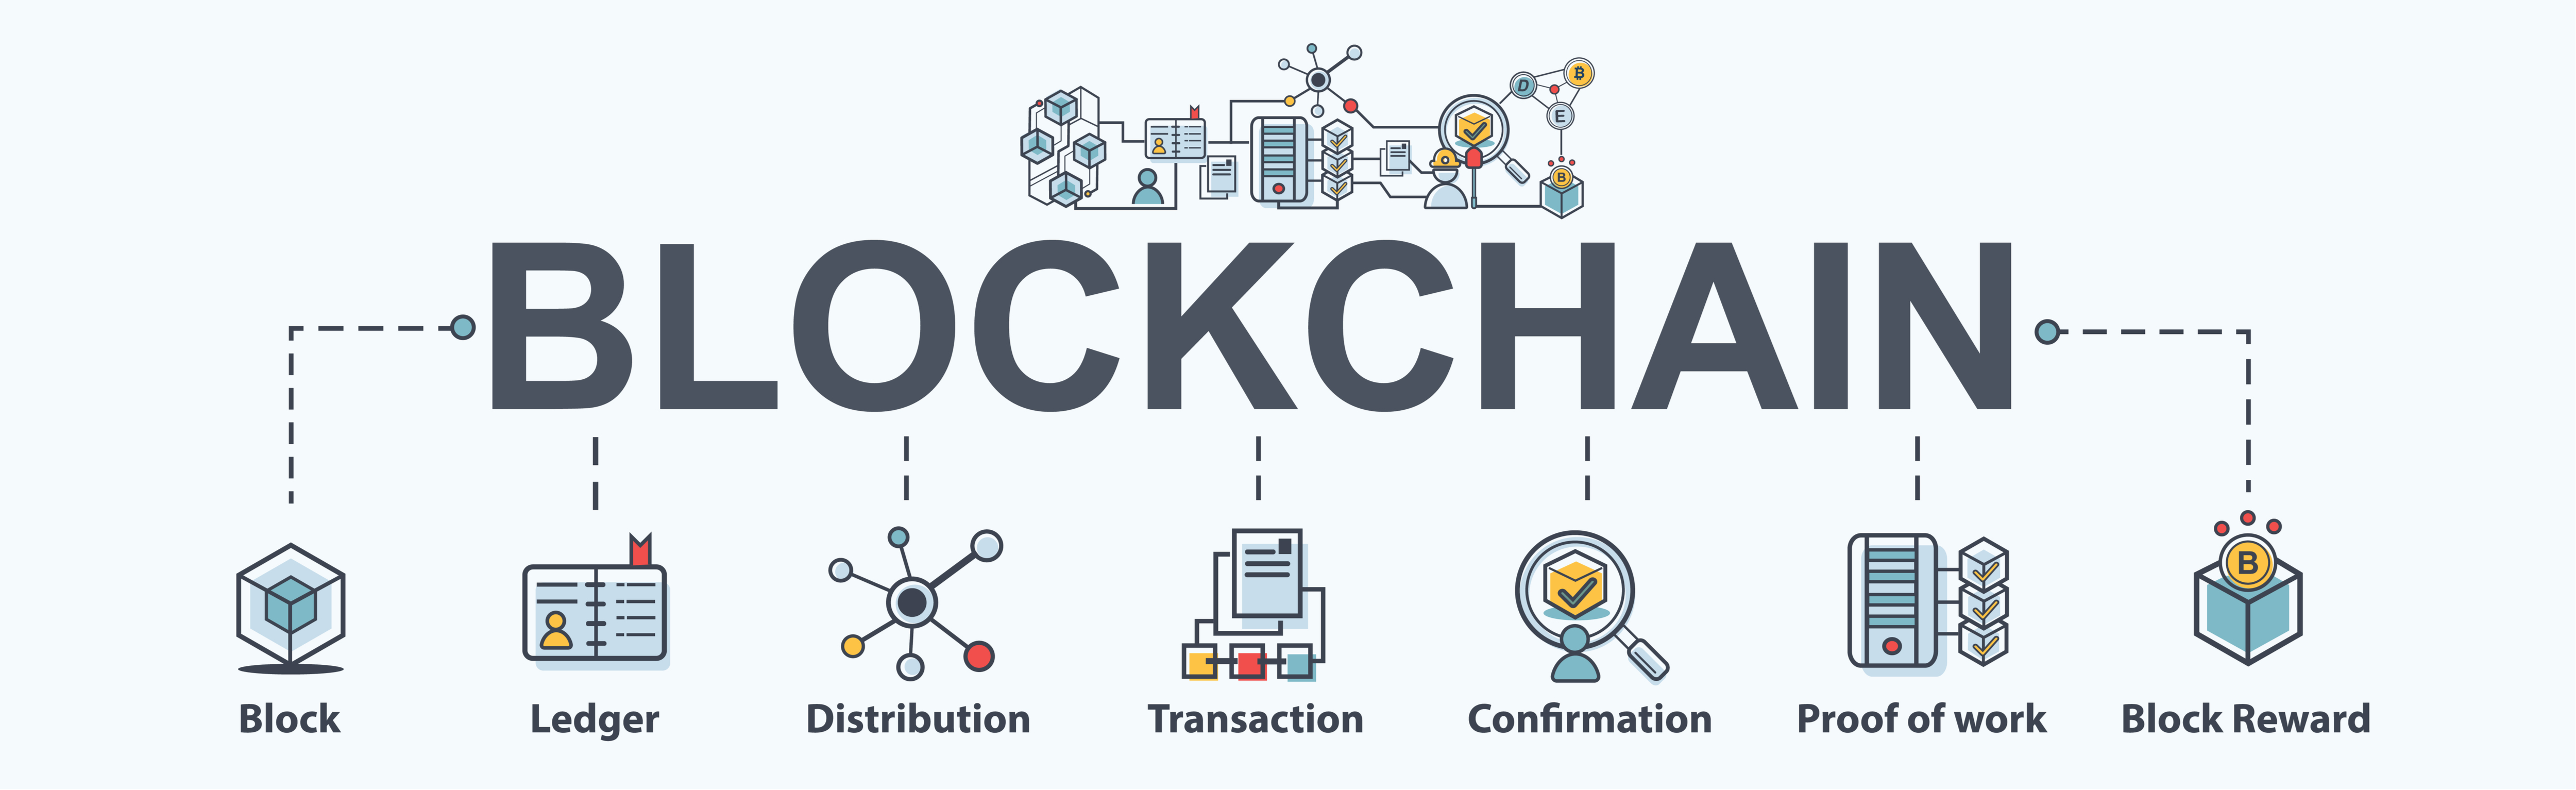 D
B
E
B
BLOCKCHAIN
B
Block
Ledger
Distribution
Transaction
Confirmation
Proof of work
Block Reward